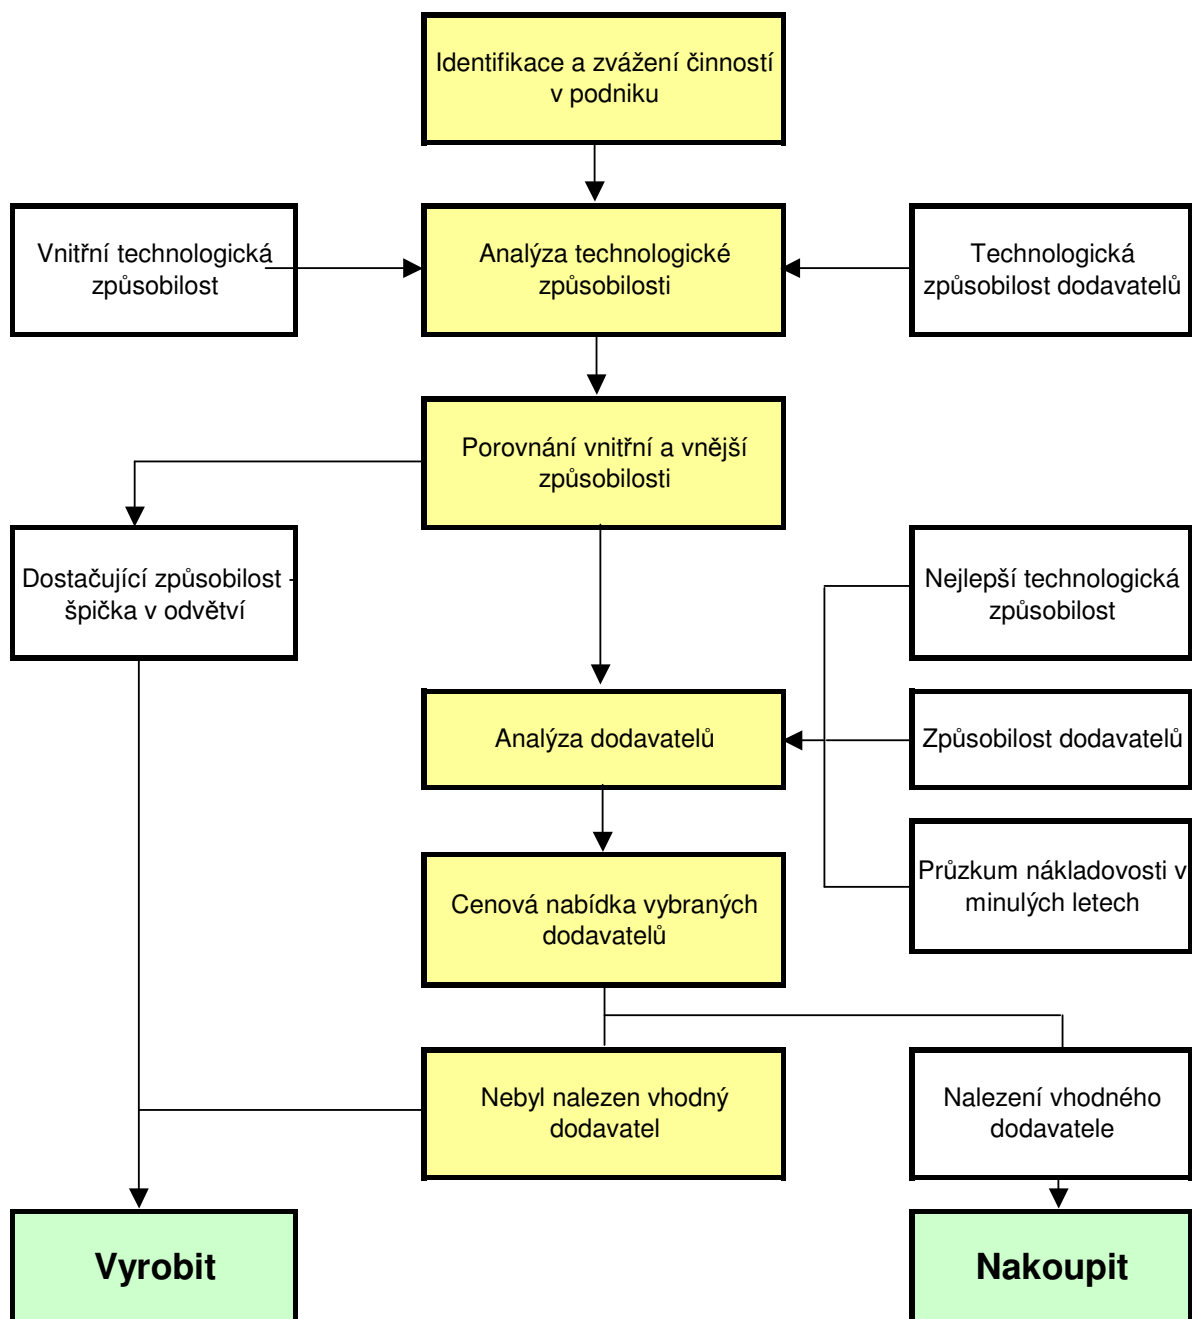 Identifikace a zvážení činností
v podniku
Vnitřní technologická
způsobilost
Analýza technologické
způsobilosti
Technologická
způsobilost dodavatelů
Porovnání vnitřní a vnější
způsobilosti
Dostačující způsobilost -
špička v odvětví
Nejlepší technologická
způsobilost
Analýza dodavatelů
Způsobilost dodavatelů
Cenová nabídka vybraných
dodavatelů
Průzkum nákladovosti v
minulých letech
Nebyl nalezen vhodný
dodavatel
Nalezení vhodného
dodavatele
Vyrobit
Nakoupit